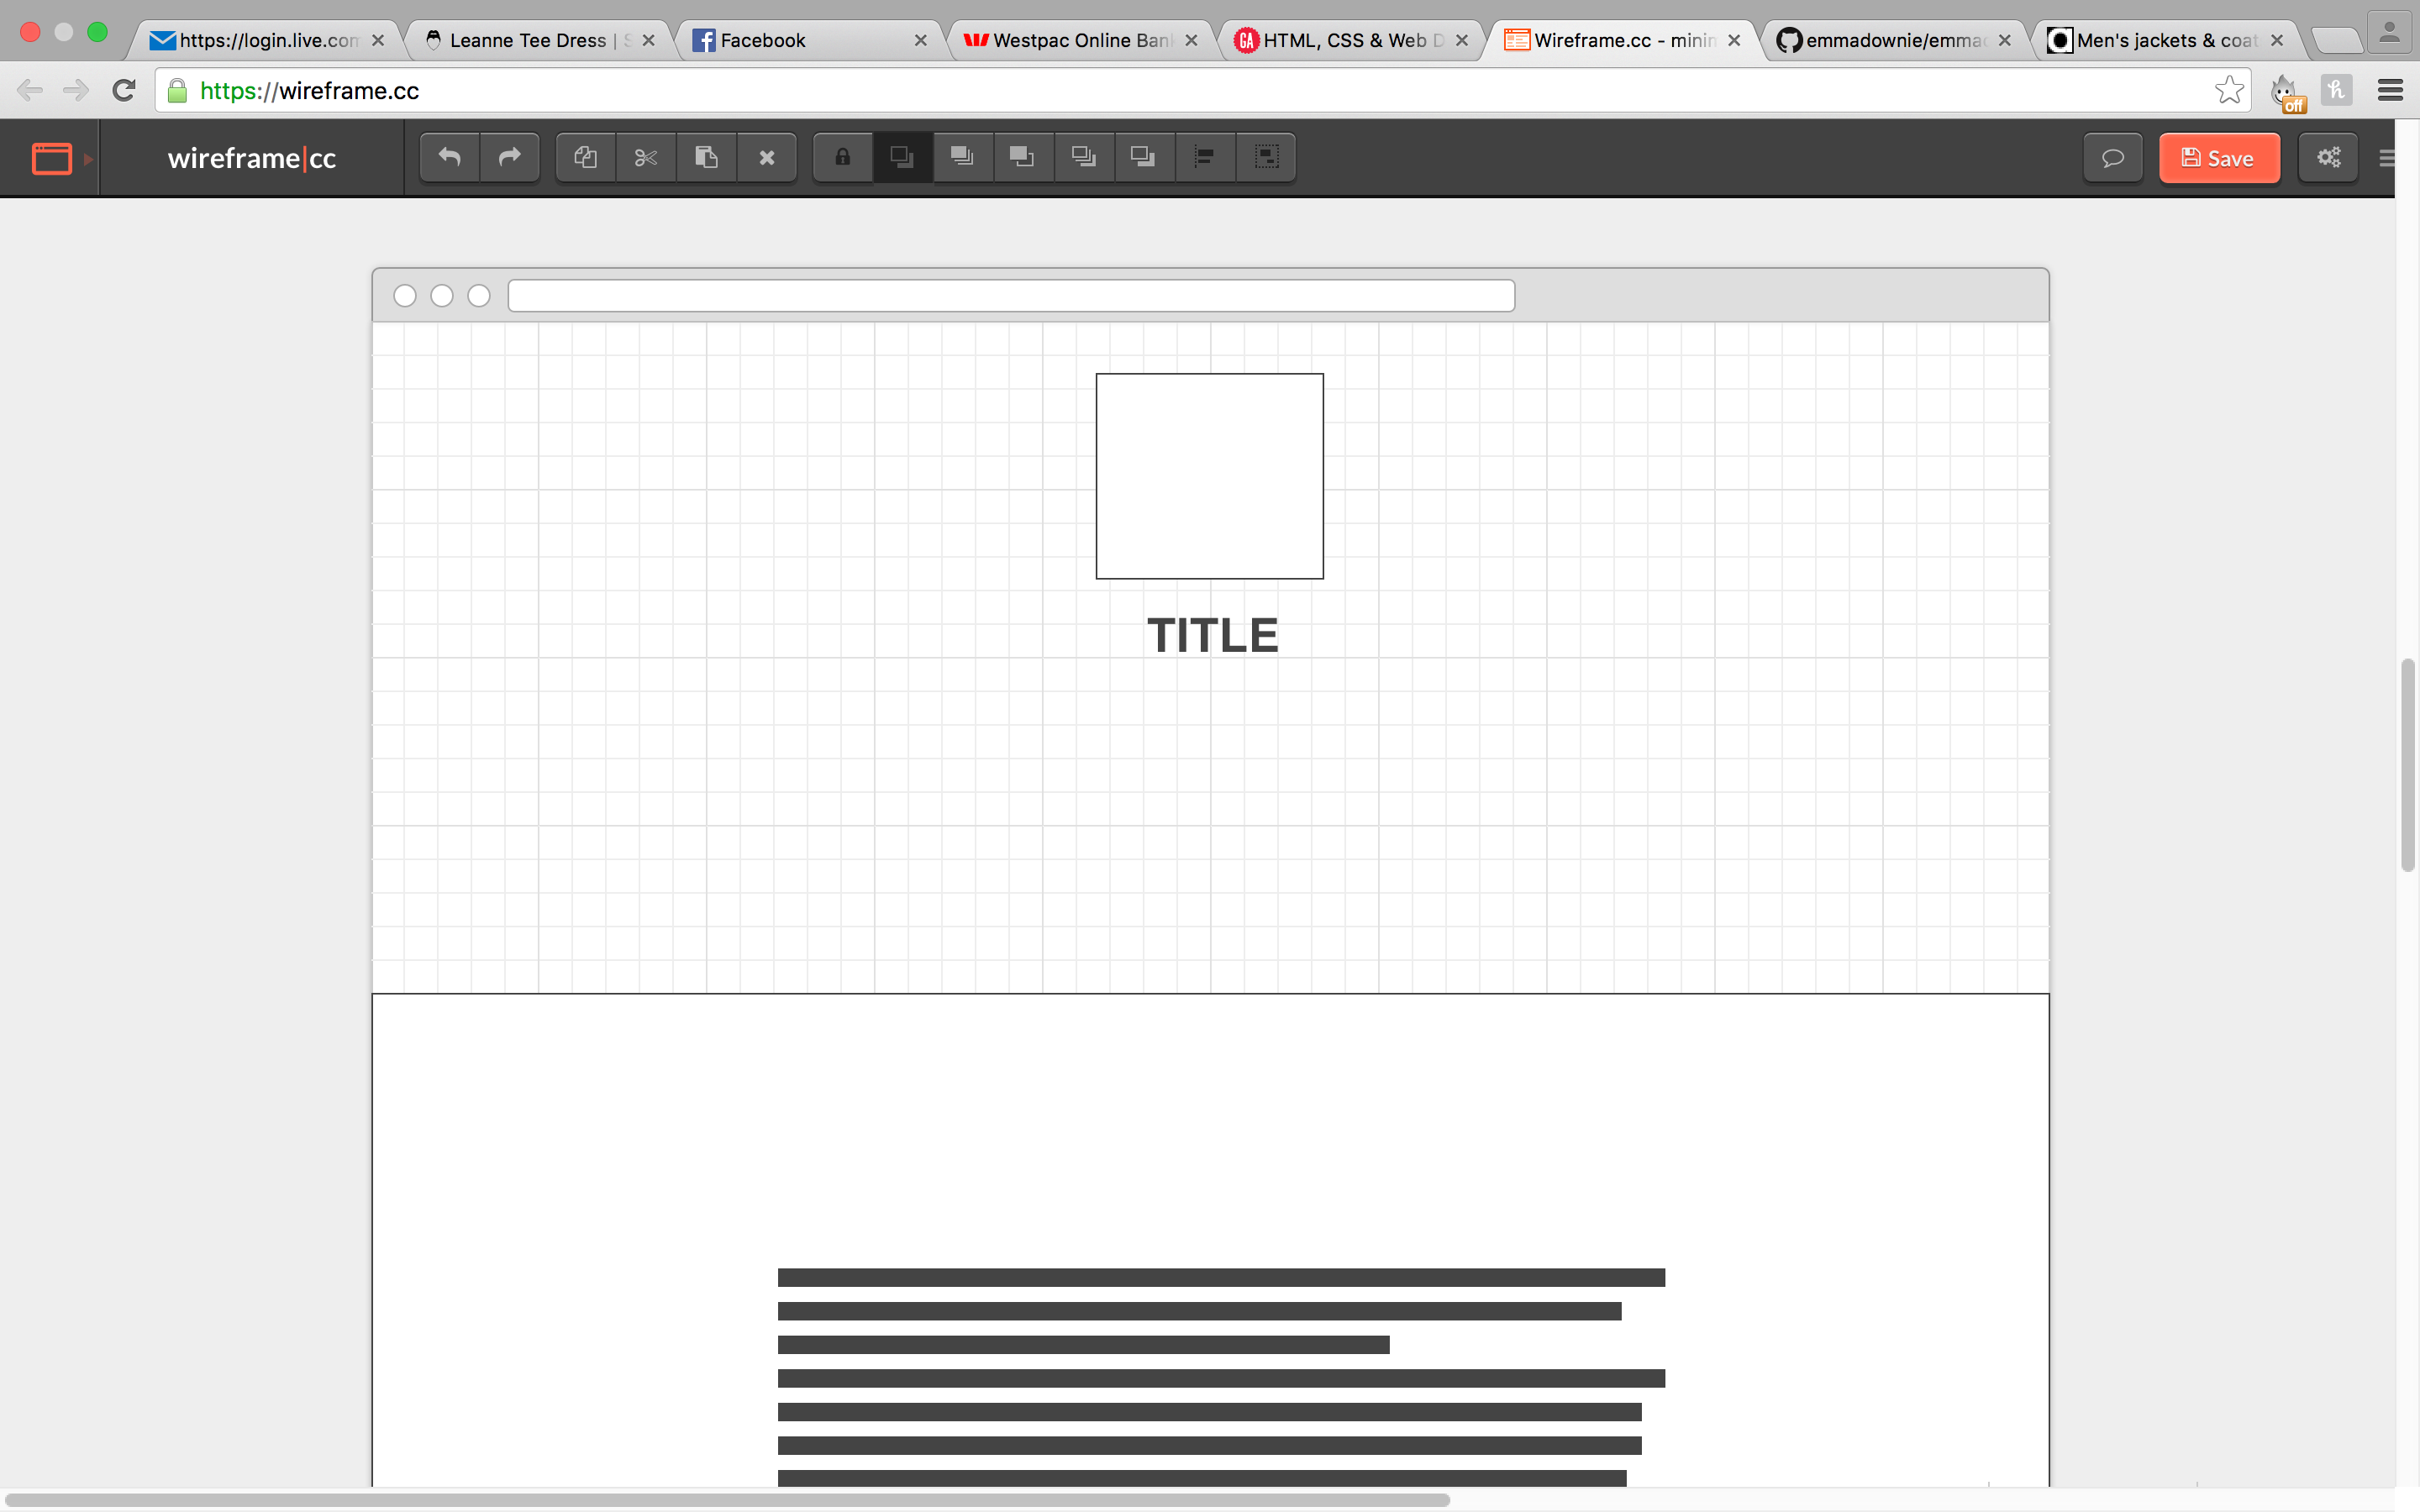 https://login.live.com
Leanne Tee Dress | S
Facebook
Westpac Online Ban
HTML, CSS & Web D
Wireframe.cc - minim
emmadownie/emmad
Men's jackets & coat
https://wireframe.cc
off
wireframe|cc
Save
TITLE